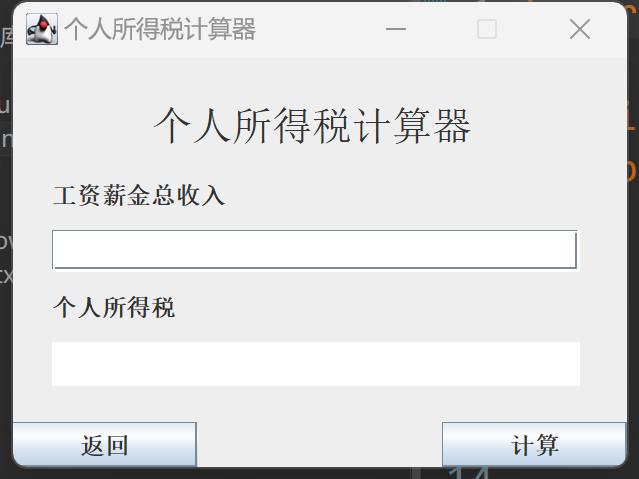 个人所得税计算器
个人所得税计算器
工资薪金总收入
个人所得税
返回
计算